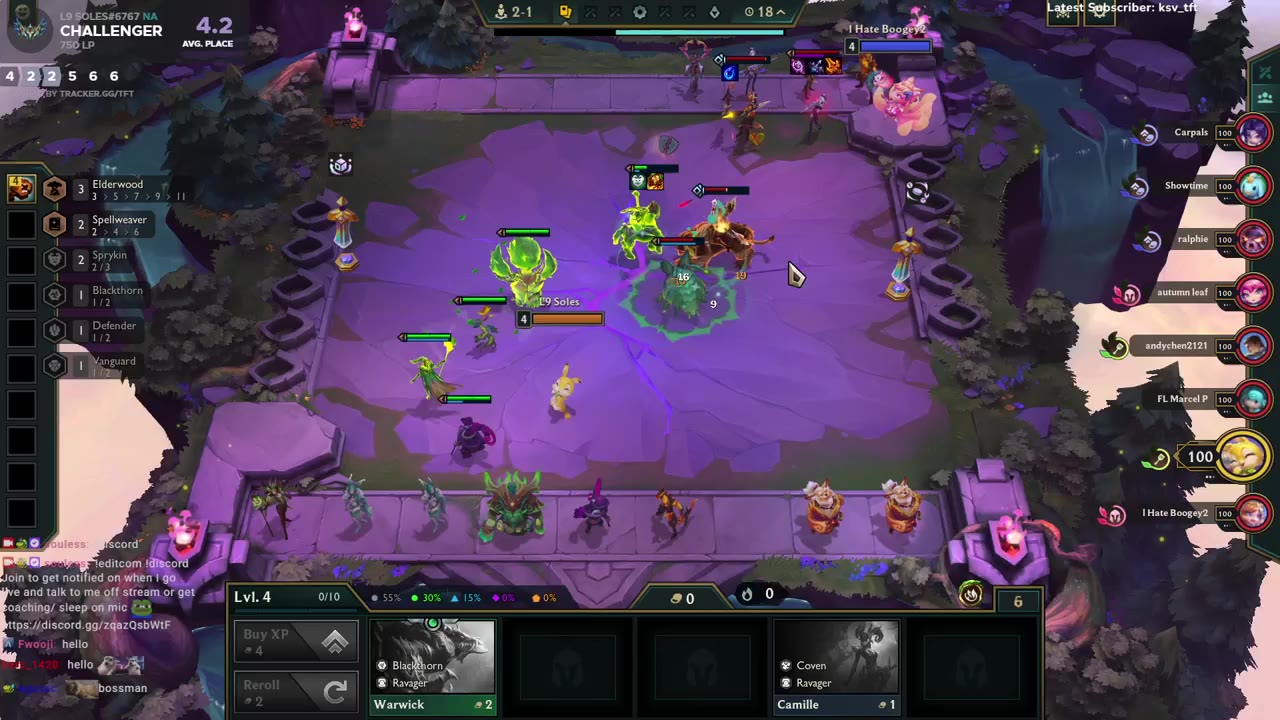 L9 SOLES#6767 NA
CHALLENGER
750 LP
4.2
AVG. PLACE
4 2 2 5 6 6
BY TRACKER.GG/TFT
2-1
18
Latest Subscriber: ksv_tft
I Hate Boogey2
4
3 Elderwood
3 > 5 > 7 > 9 > 11
2 Spellweaver
2 > 4 > 6
2 Sprykin
2 / 3
1 Blackthorn
1 / 2
1 Defender
1 / 2
1 Vanguard
1 / 2
16
19
9
L9 Soles
4
Carpals 100
Showtime 100
ralphie 100
autumn leaf 100
andychen2121 100
FL Marcel P 100
100
I Hate Boogey2 100
discord
!editcom !discord
Join to get notified on when I go
live and talk to me off stream or get
coaching/ sleep on mic
https://discord.gg/zqazQsbWtF
Fwooji hello
hello
bossman
Lvl. 4 0/10
55% 30% 15% 0% 0%
0
0
6
Buy XP
4
Reroll
2
Blackthorn
Ravager
Warwick 2
Coven
Ravager
Camille 1